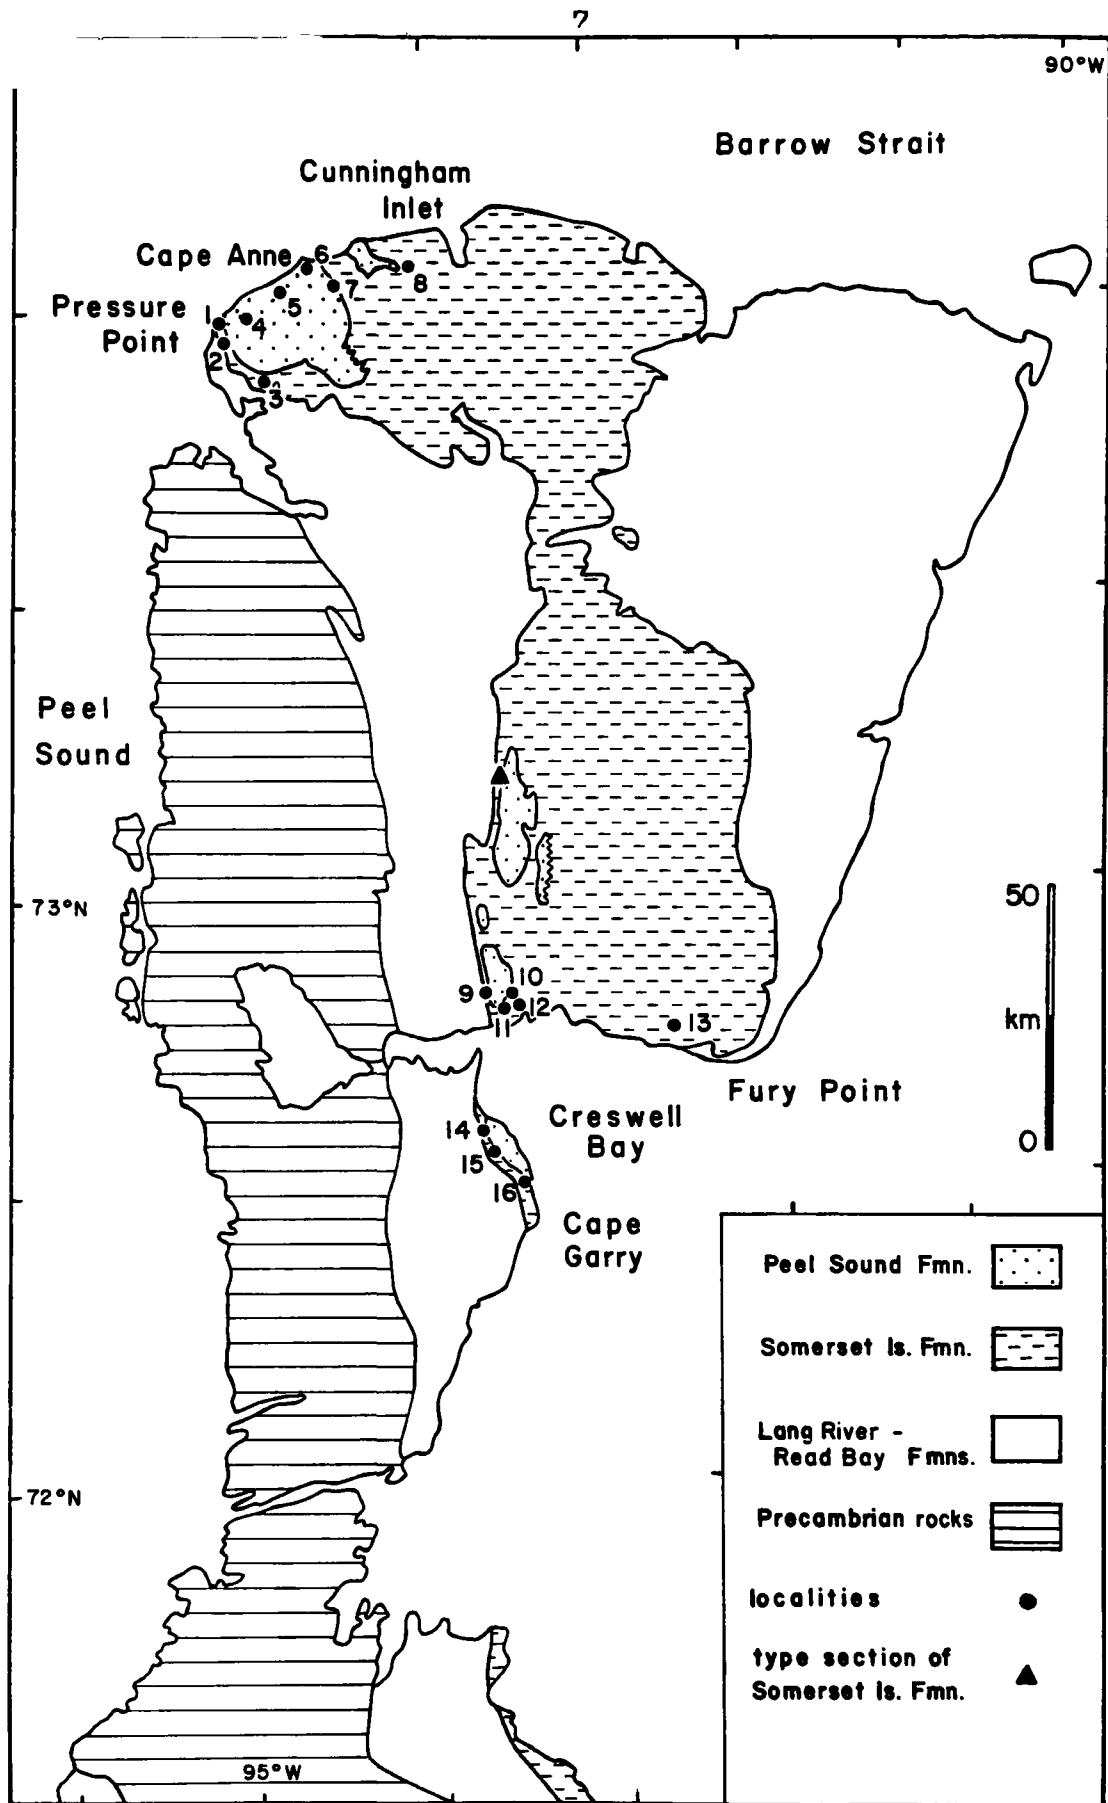 7
90°W
Barrow Strait
Cunningham
Inlet
Cape Anne
6
8
7
5
Pressure
Point
1
4
2
3
Peel
Sound
73°N
50
km
0
9
10
12
11
13
Fury Point
Creswell
Bay
14
15
16
Cape
Garry
Peel Sound Fmn.
Somerset Is. Fmn.
Lang River -
Read Bay Fmns.
Precambrian rocks
localities
type section of
Somerset Is. Fmn.
72°N
95°W